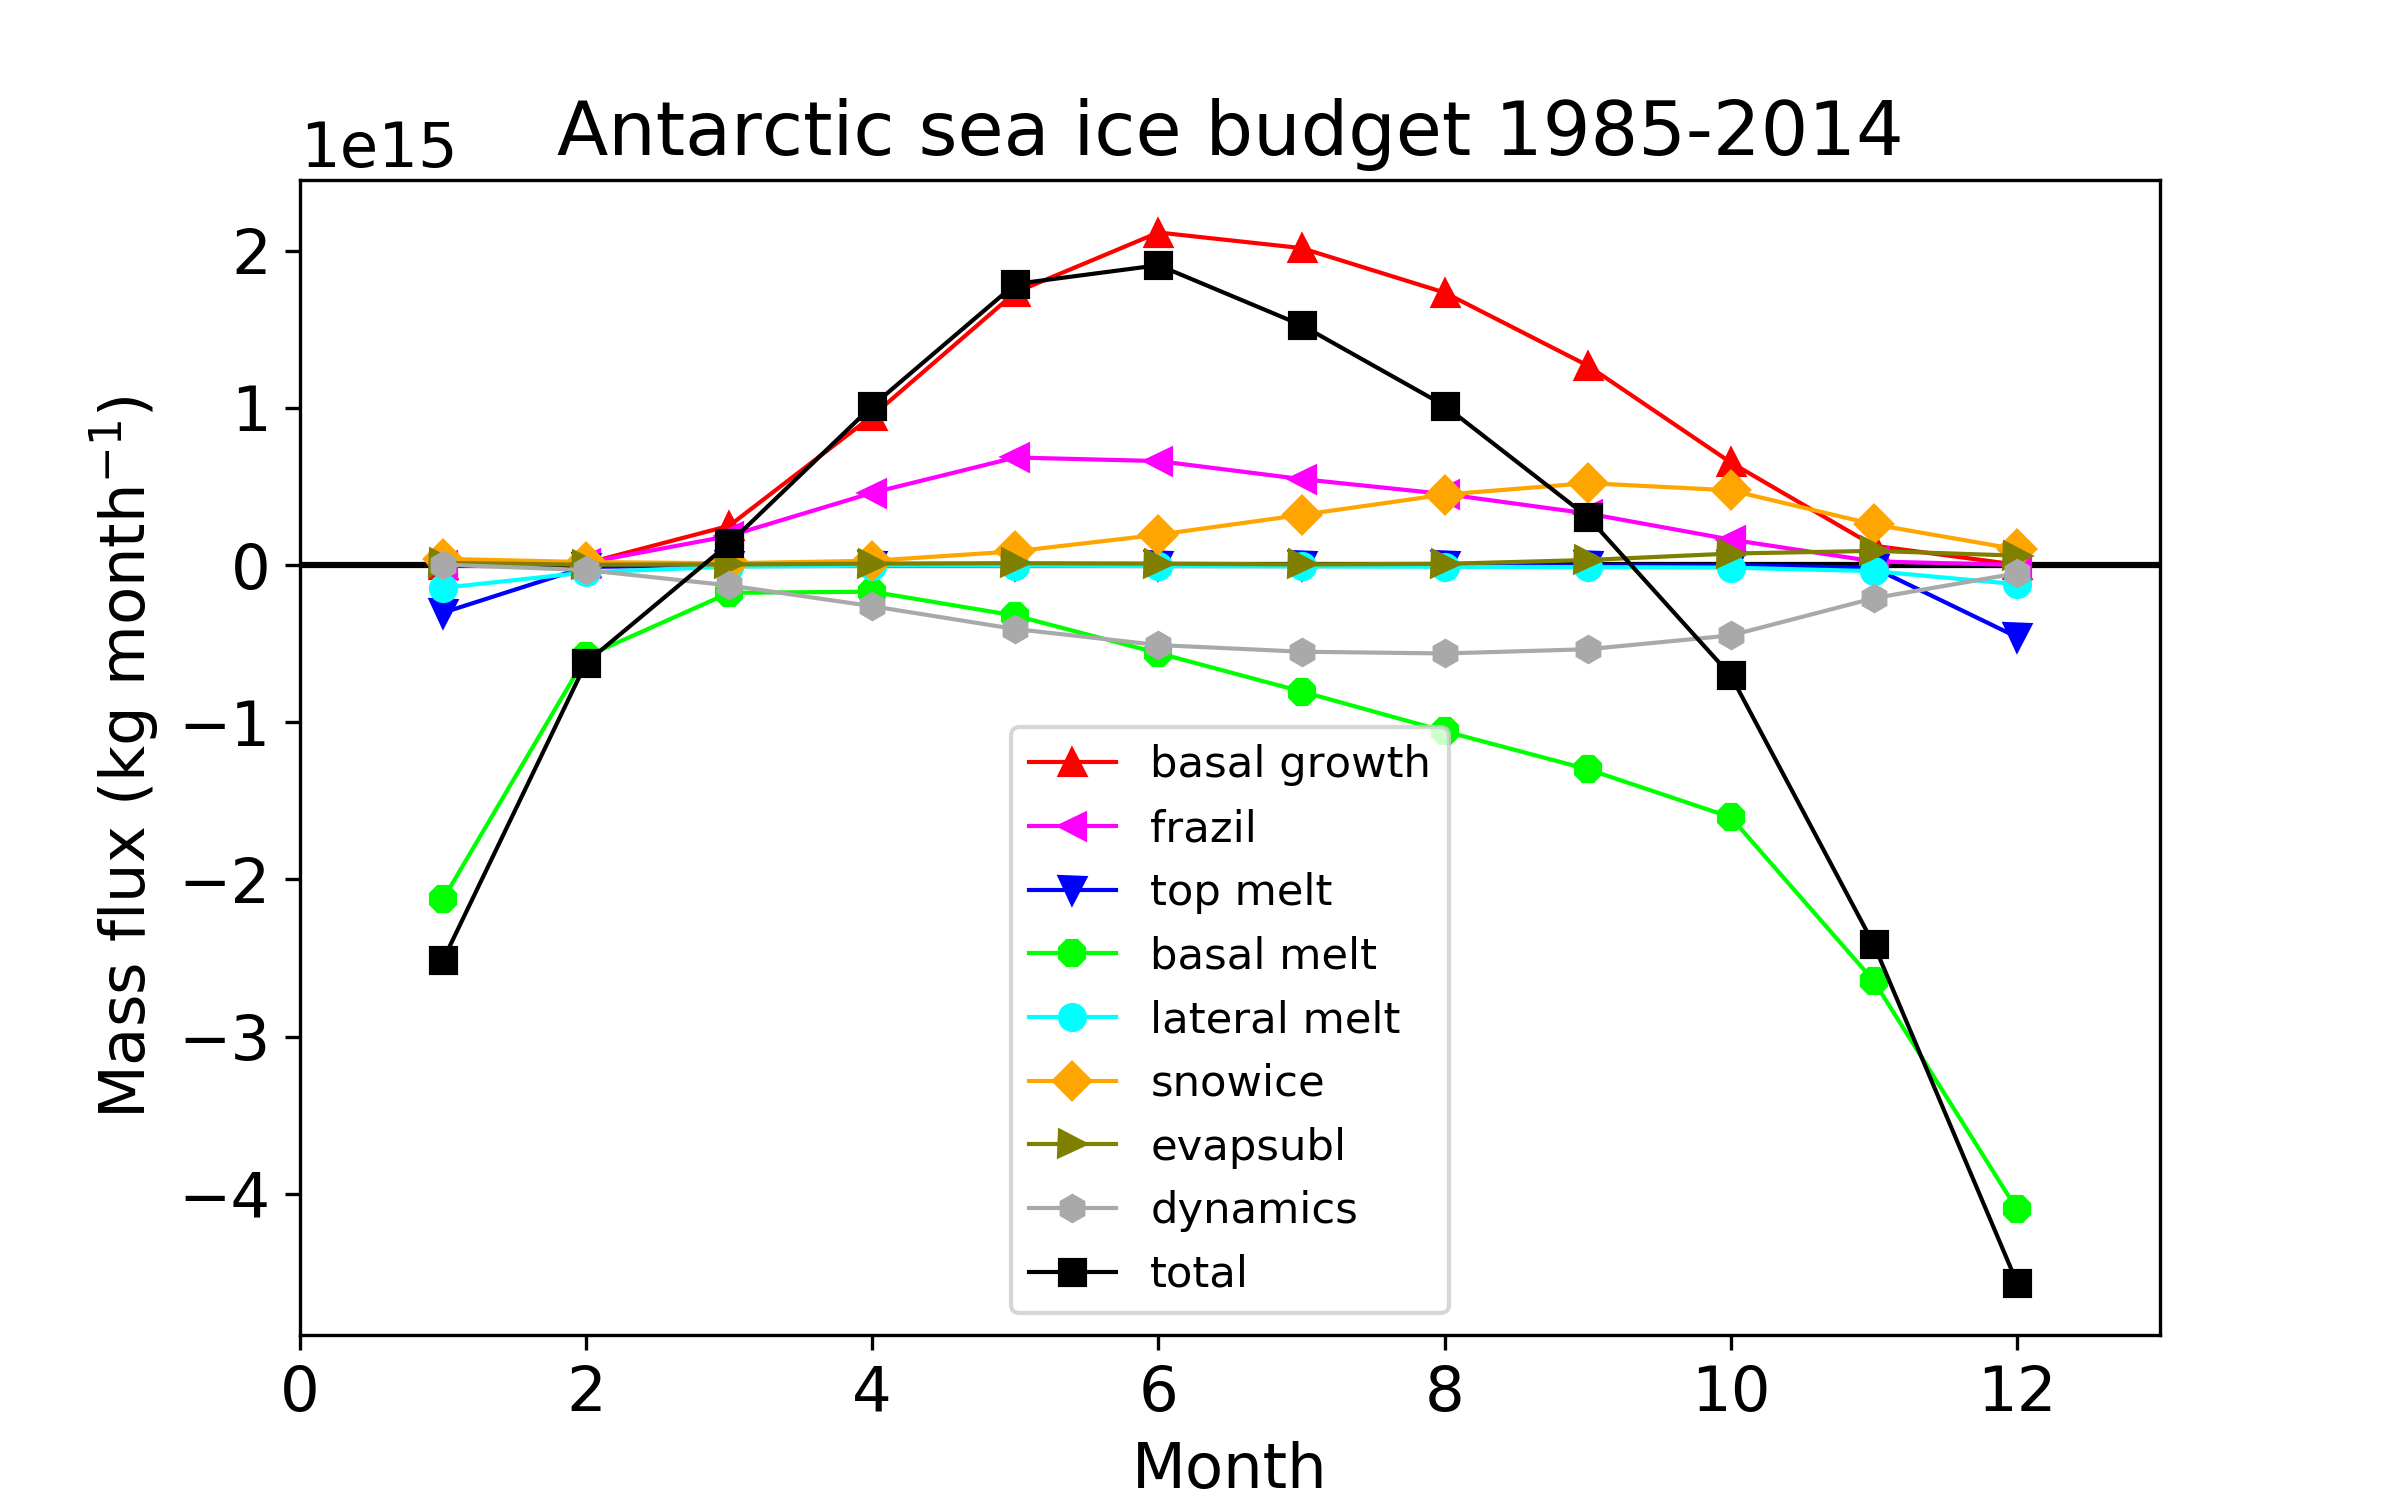 1e15
Antarctic sea ice budget 1985-2014
Mass flux (kg month⁻¹)
2
1
0
−1
−2
−3
−4
basal growth
frazil
top melt
basal melt
lateral melt
snowice
evapsubl
dynamics
total
0 2 4 6 8 10 12
Month